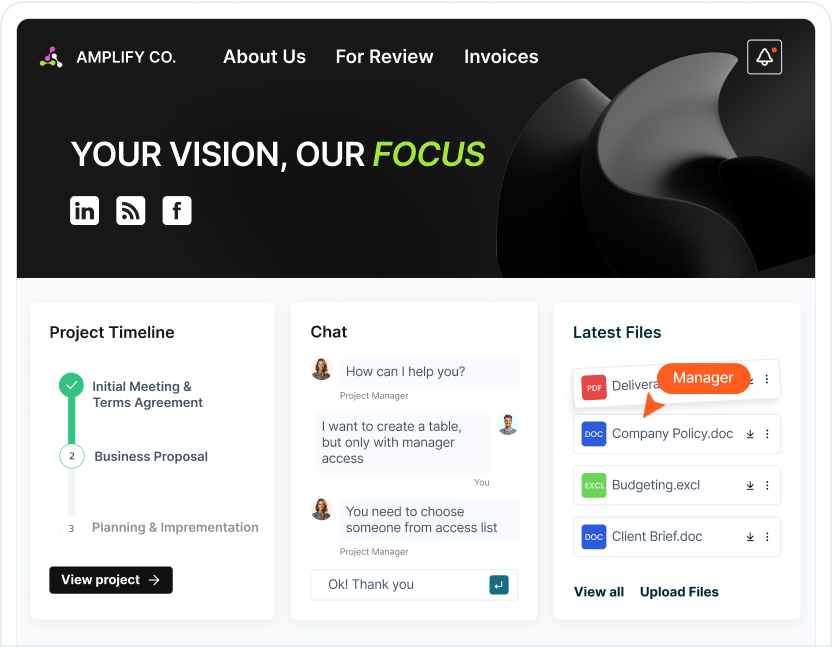 AMPLIFY CO.
About Us
For Review
Invoices
YOUR VISION, OUR FOCUS
in
f
Project Timeline
Initial Meeting &
Terms Agreement
2
Business Proposal
3
Planning & Imprementation
View project
Chat
How can I help you?
Project Manager
I want to create a table,
but only with manager
access
You
You need to choose
someone from access list
Project Manager
Ok! Thank you
Latest Files
PDF
Manager
DOC
Company Policy.doc
EXCL
Budgeting.excl
DOC
Client Brief.doc
View all
Upload Files